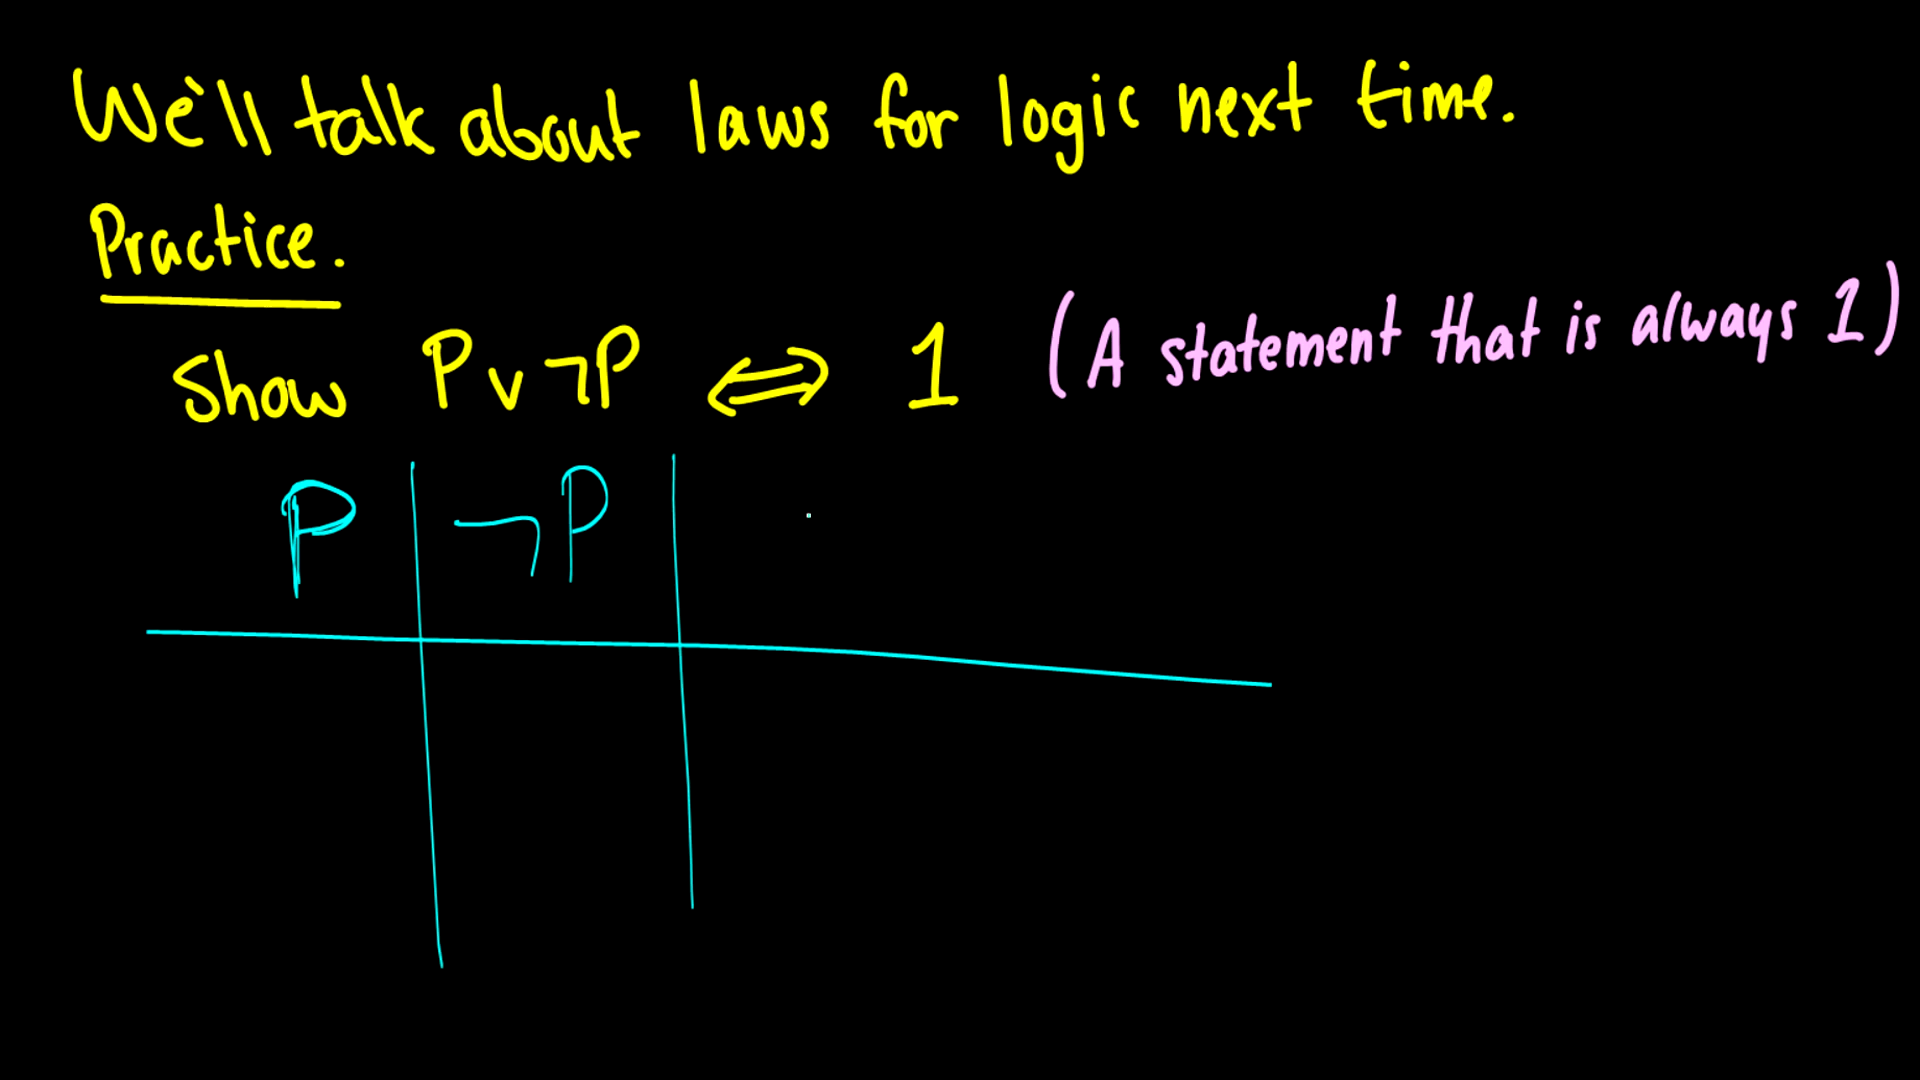 We'll talk about laws for logic next time.
Practice.
Show P ∨ ¬P ⇔ 1 (A statement that is always 1)
P ¬P